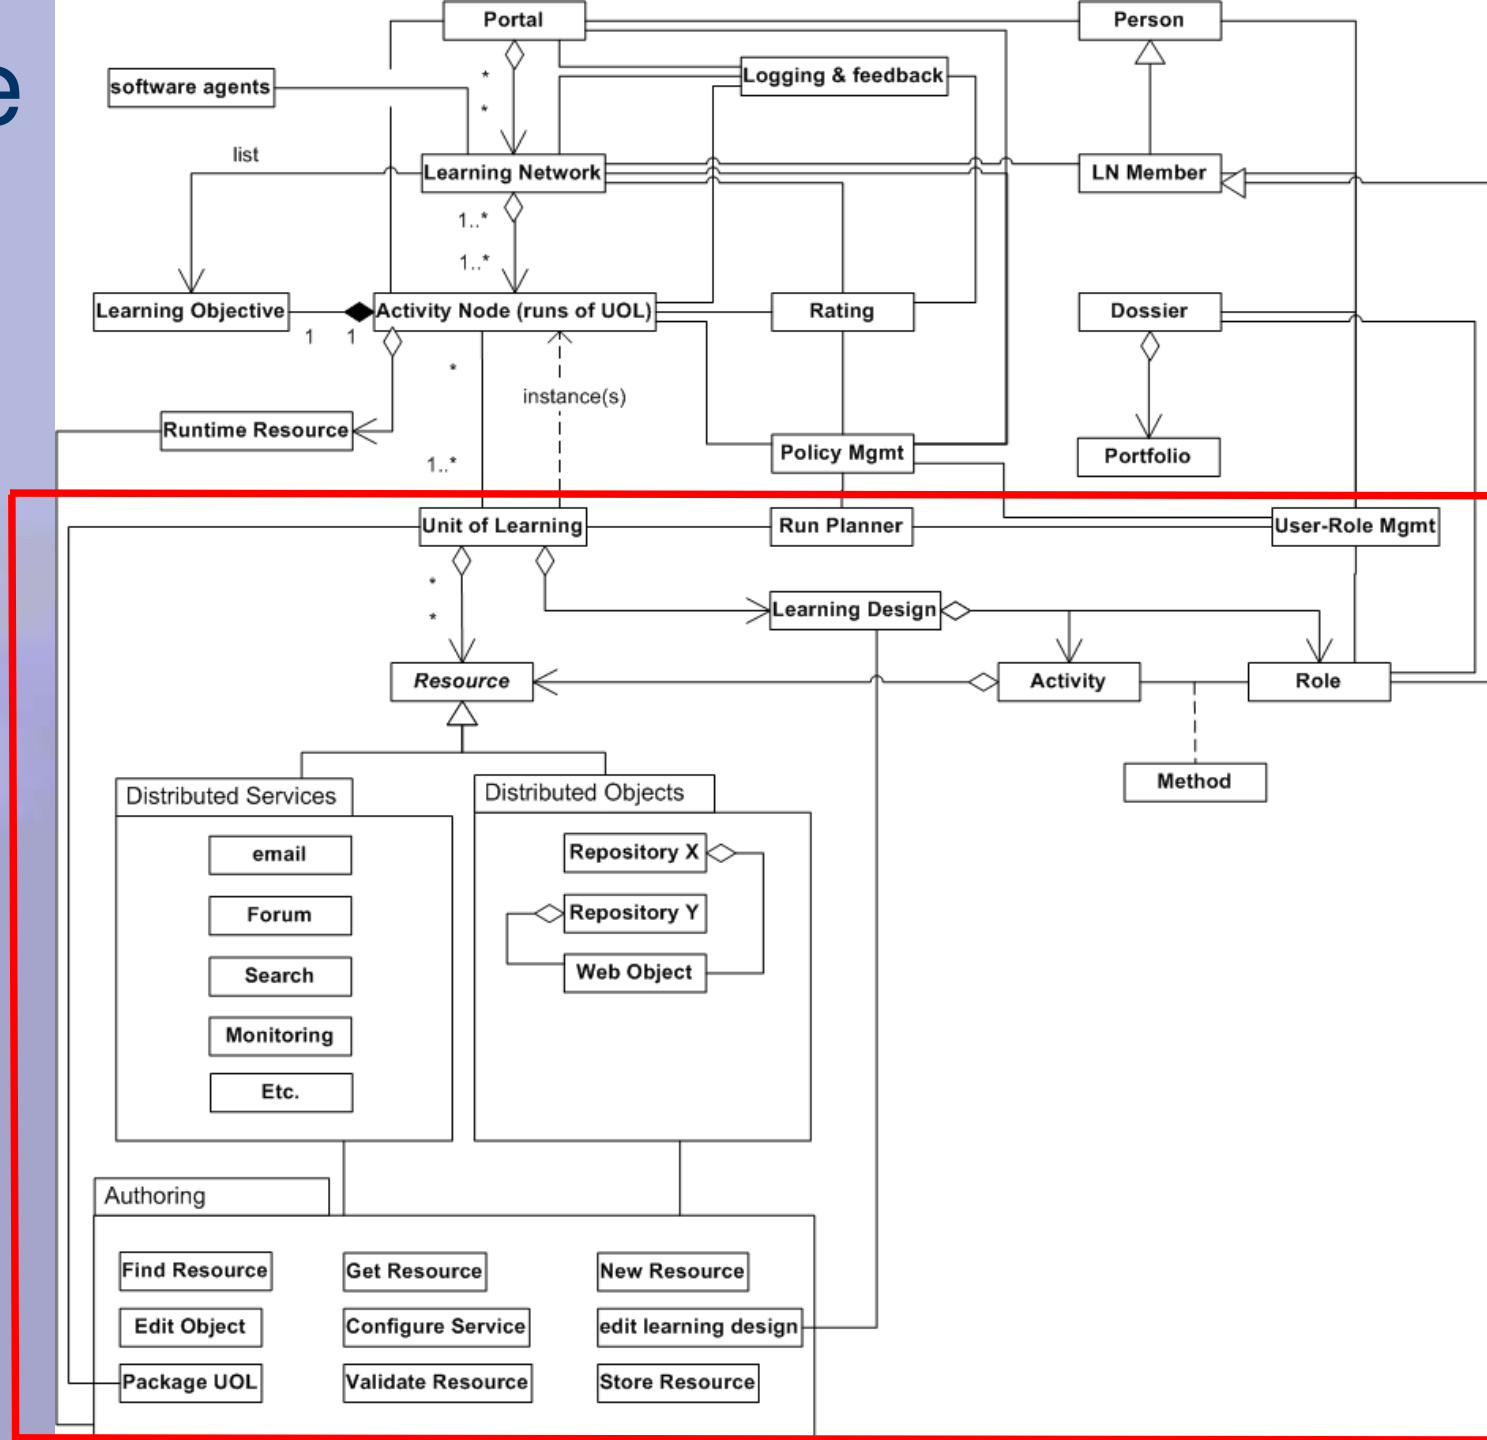 e
Portal
Person
software agents
*
Logging & feedback
*
list
Learning Network
LN Member
1..*
1..*
Learning Objective
Activity Node (runs of UOL)
Rating
Dossier
1
1
*
instance(s)
Runtime Resource
Policy Mgmt
Portfolio
1..*
Unit of Learning
Run Planner
User-Role Mgmt
*
*
Learning Design
Resource
Activity
Role
Method
Distributed Services
email
Forum
Search
Monitoring
Etc.
Distributed Objects
Repository X
Repository Y
Web Object
Authoring
Find Resource
Get Resource
New Resource
Edit Object
Configure Service
edit learning design
Package UOL
Validate Resource
Store Resource